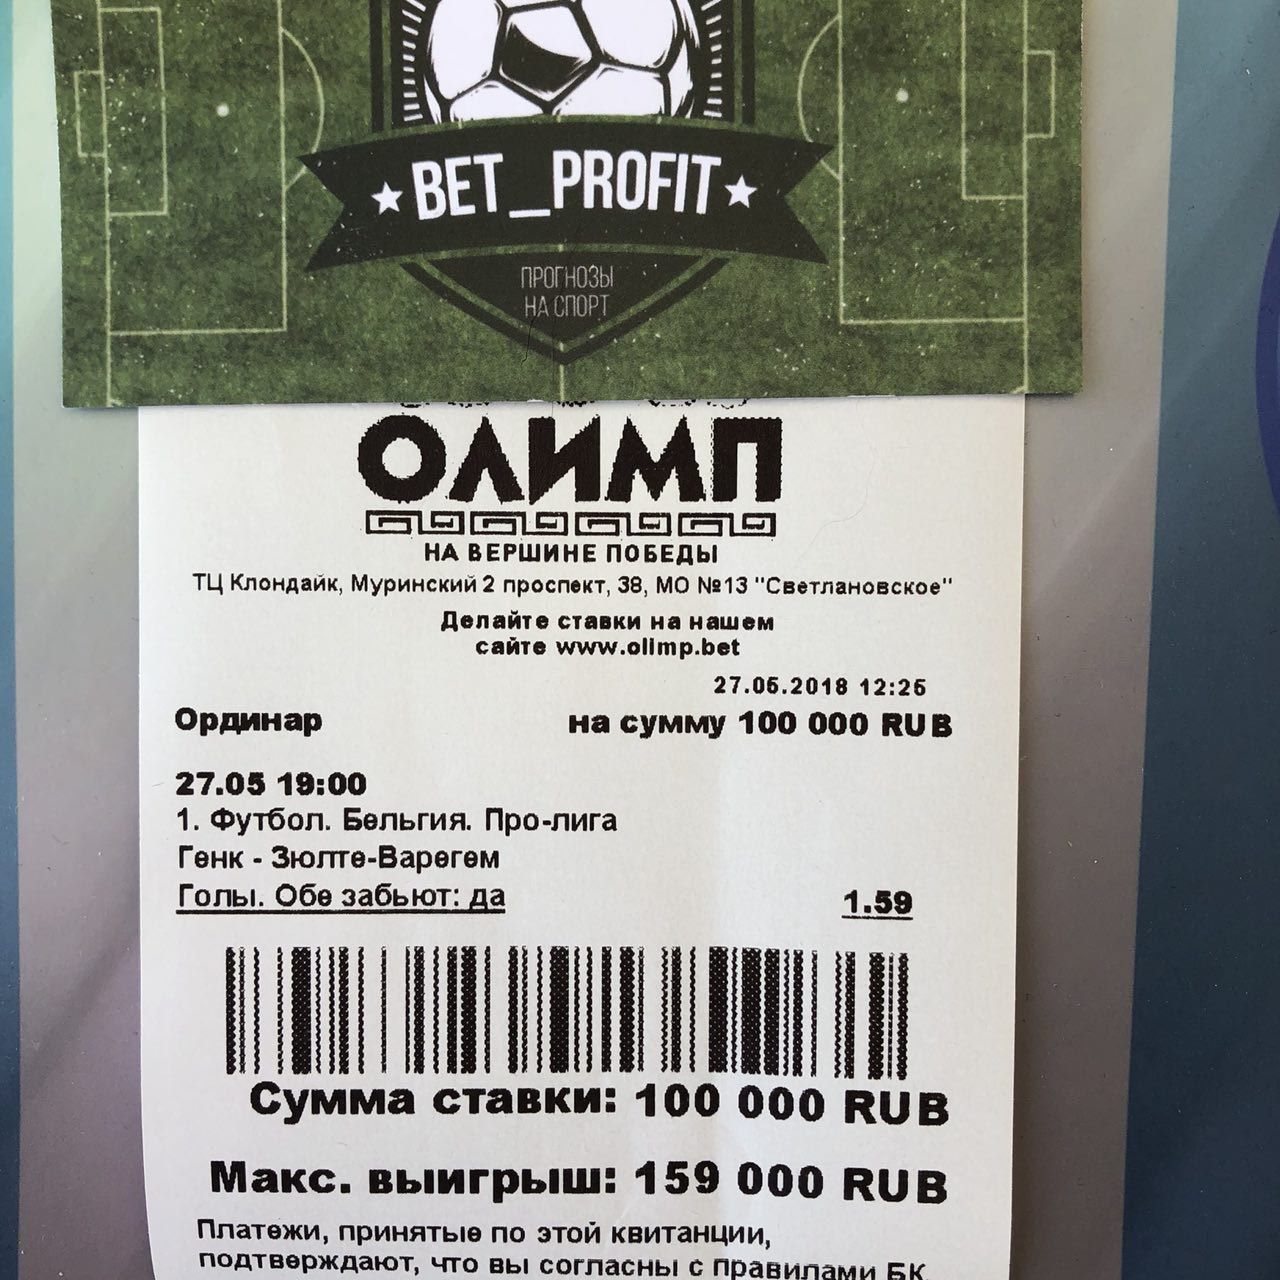 BET_PROFIT
ПРОГНОЗЫ
НА СПОРТ
ОЛИМП
НА ВЕРШИНЕ ПОБЕДЫ
ТЦ Клондайк, Муринский 2 проспект, 38, МО №13 "Светлановское"
Делайте ставки на нашем
сайте www.olimp.bet
27.05.2018 12:25
Ординар на сумму 100 000 RUB
27.05 19:00
1. Футбол. Бельгия. Про-лига
Генк - Зюлте-Варегем
Голы. Обе забьют: да 1.59
Сумма ставки: 100 000 RUB
Макс. выигрыш: 159 000 RUB
Платежи, принятые по этой квитанции,
подтверждают, что вы согласны с правилами БК